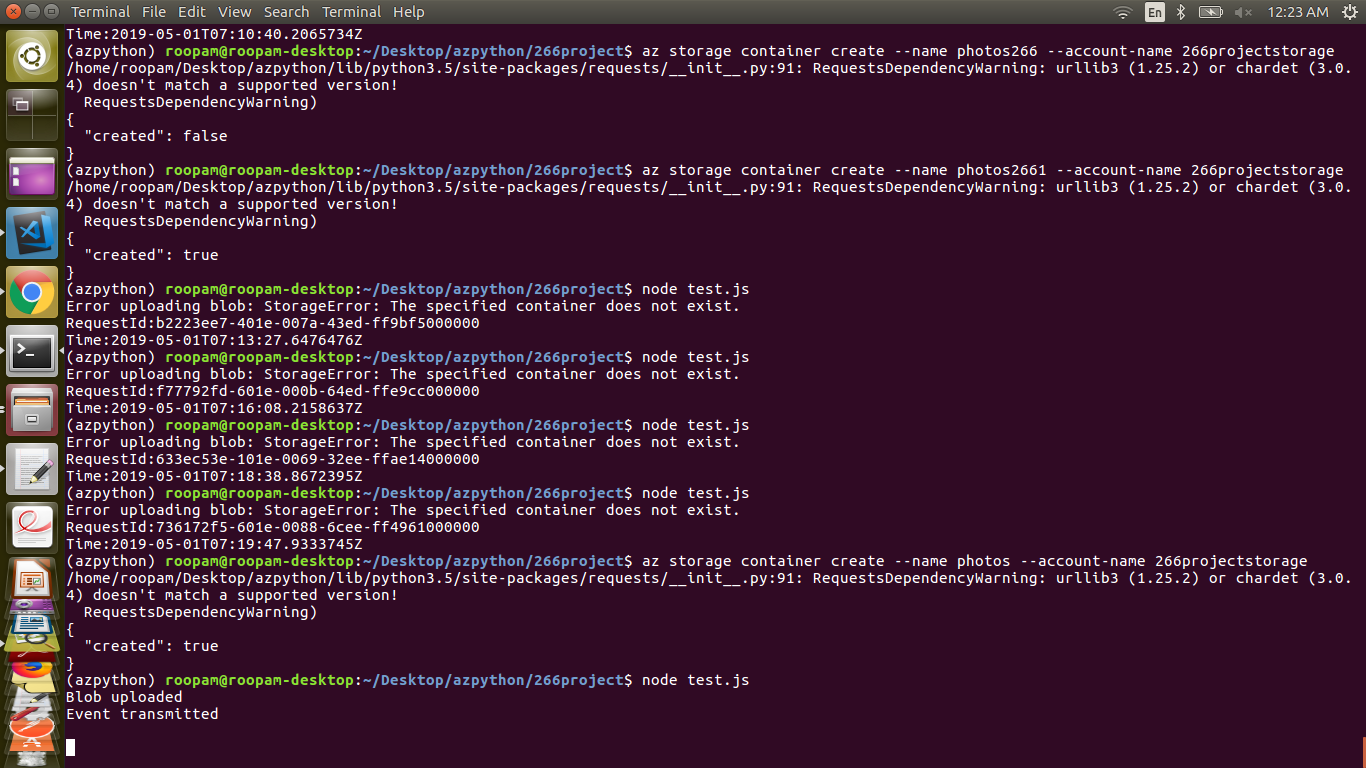 Terminal File Edit View Search Terminal Help En 12:23 AM
Time:2019-05-01T07:10:40.2065734Z
(azpython) roopam@roopam-desktop:~/Desktop/azpython/266project$ az storage container create --name photos266 --account-name 266projectstorage
/home/roopam/Desktop/azpython/lib/python3.5/site-packages/requests/__init__.py:91: RequestsDependencyWarning: urllib3 (1.25.2) or chardet (3.0.
4) doesn't match a supported version!
  RequestsDependencyWarning)
{
  "created": false
}
(azpython) roopam@roopam-desktop:~/Desktop/azpython/266project$ az storage container create --name photos2661 --account-name 266projectstorage
/home/roopam/Desktop/azpython/lib/python3.5/site-packages/requests/__init__.py:91: RequestsDependencyWarning: urllib3 (1.25.2) or chardet (3.0.
4) doesn't match a supported version!
  RequestsDependencyWarning)
{
  "created": true
}
(azpython) roopam@roopam-desktop:~/Desktop/azpython/266project$ node test.js
Error uploading blob: StorageError: The specified container does not exist.
RequestId:b2223ee7-401e-007a-43ed-ff9bf5000000
Time:2019-05-01T07:13:27.6476476Z
(azpython) roopam@roopam-desktop:~/Desktop/azpython/266project$ node test.js
Error uploading blob: StorageError: The specified container does not exist.
RequestId:f77792fd-601e-000b-64ed-ffe9cc000000
Time:2019-05-01T07:16:08.2158637Z
(azpython) roopam@roopam-desktop:~/Desktop/azpython/266project$ node test.js
Error uploading blob: StorageError: The specified container does not exist.
RequestId:633ec53e-101e-0069-32ee-ffae14000000
Time:2019-05-01T07:18:38.8672395Z
(azpython) roopam@roopam-desktop:~/Desktop/azpython/266project$ node test.js
Error uploading blob: StorageError: The specified container does not exist.
RequestId:736172f5-601e-0088-6cee-ff4961000000
Time:2019-05-01T07:19:47.9333745Z
(azpython) roopam@roopam-desktop:~/Desktop/azpython/266project$ az storage container create --name photos --account-name 266projectstorage
/home/roopam/Desktop/azpython/lib/python3.5/site-packages/requests/__init__.py:91: RequestsDependencyWarning: urllib3 (1.25.2) or chardet (3.0.
4) doesn't match a supported version!
  RequestsDependencyWarning)
{
  "created": true
}
(azpython) roopam@roopam-desktop:~/Desktop/azpython/266project$ node test.js
Blob uploaded
Event transmitted